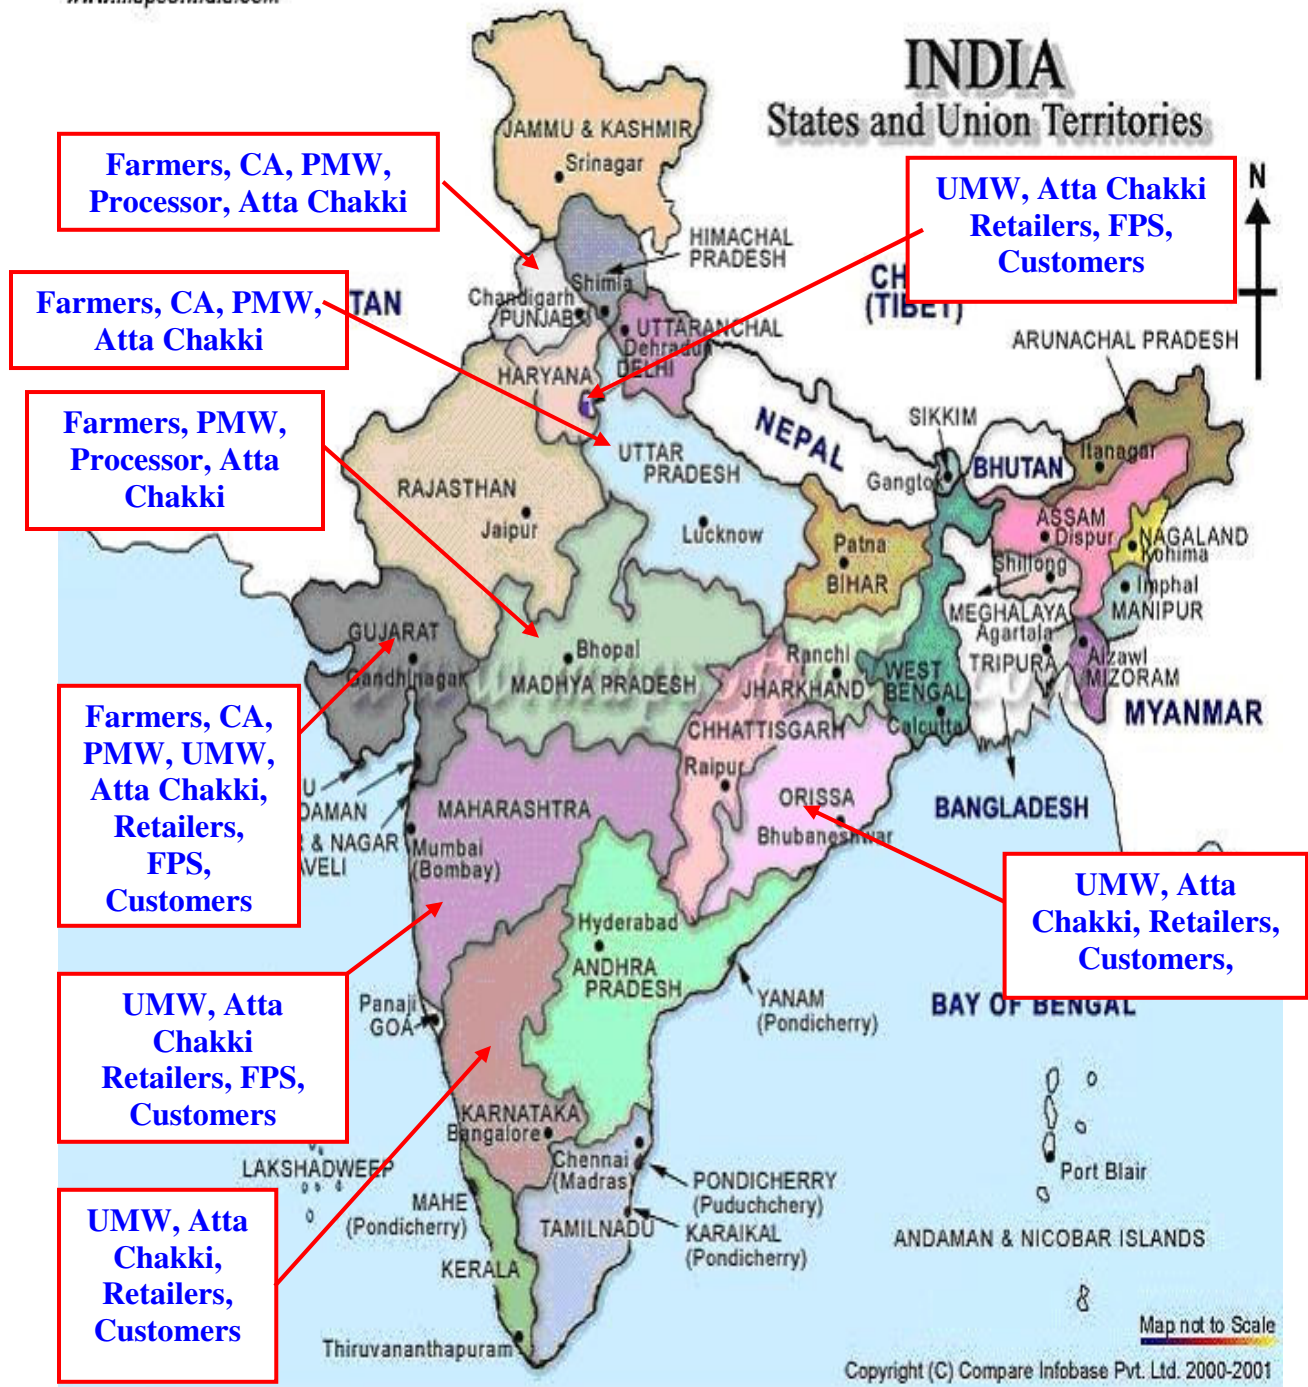 INDIA
States and Union Territories
JAMMU & KASHMIR
Srinagar
Farmers, CA, PMW,
Processor, Atta Chakki
UMW, Atta Chakki
Retailers, FPS,
Customers
N
HIMACHAL
PRADESH
Shimla
CH
(TIBET)
Farmers, CA, PMW,
Atta Chakki
TAN
Chandigarh
PUNJAB
UTTARANCHAL
Dehradun
DELHI
ARUNACHAL PRADESH
HARYANA
Farmers, PMW,
Processor, Atta
Chakki
NEPAL
SIKKIM
Gangtok
BHUTAN
Itanagar
UTTAR
PRADESH
Lucknow
RAJASTHAN
Jaipur
Patna
BIHAR
ASSAM
Dispur
NAGALAND
Kohima
Shillong
Imphal
MANIPUR
MEGHALAYA
Agartala
TRIPURA
Aizawl
MIZORAM
GUJARAT
Gandhinagar
Bhopal
MADHYA PRADESH
Ranchi
JHARKHAND
WEST
BENGAL
Calcutta
MYANMAR
Farmers, CA,
PMW, UMW,
Atta Chakki,
Retailers,
FPS,
Customers
CHHATTISGARH
Raipur
ORISSA
Bhubaneshwar
BANGLADESH
U
DAMAN
R & NAGAR
AVELI
MAHARASHTRA
Mumbai
(Bombay)
UMW, Atta
Chakki, Retailers,
Customers,
Hyderabad
ANDHRA
PRADESH
YANAM
(Pondicherry)
BAY OF BENGAL
UMW, Atta
Chakki
Retailers, FPS,
Customers
Panaji
GOA
KARNATAKA
Bangalore
Chennai
(Madras)
LAKSHADWEEP
MAHE
(Pondicherry)
PONDICHERRY
(Puduchchery)
Port Blair
UMW, Atta
Chakki,
Retailers,
Customers
TAMILNADU
KARAIKAL
(Pondicherry)
ANDAMAN & NICOBAR ISLANDS
KERALA
Thiruvananthapuram
Map not to Scale
Copyright (C) Compare Infobase Pvt. Ltd. 2000-2001